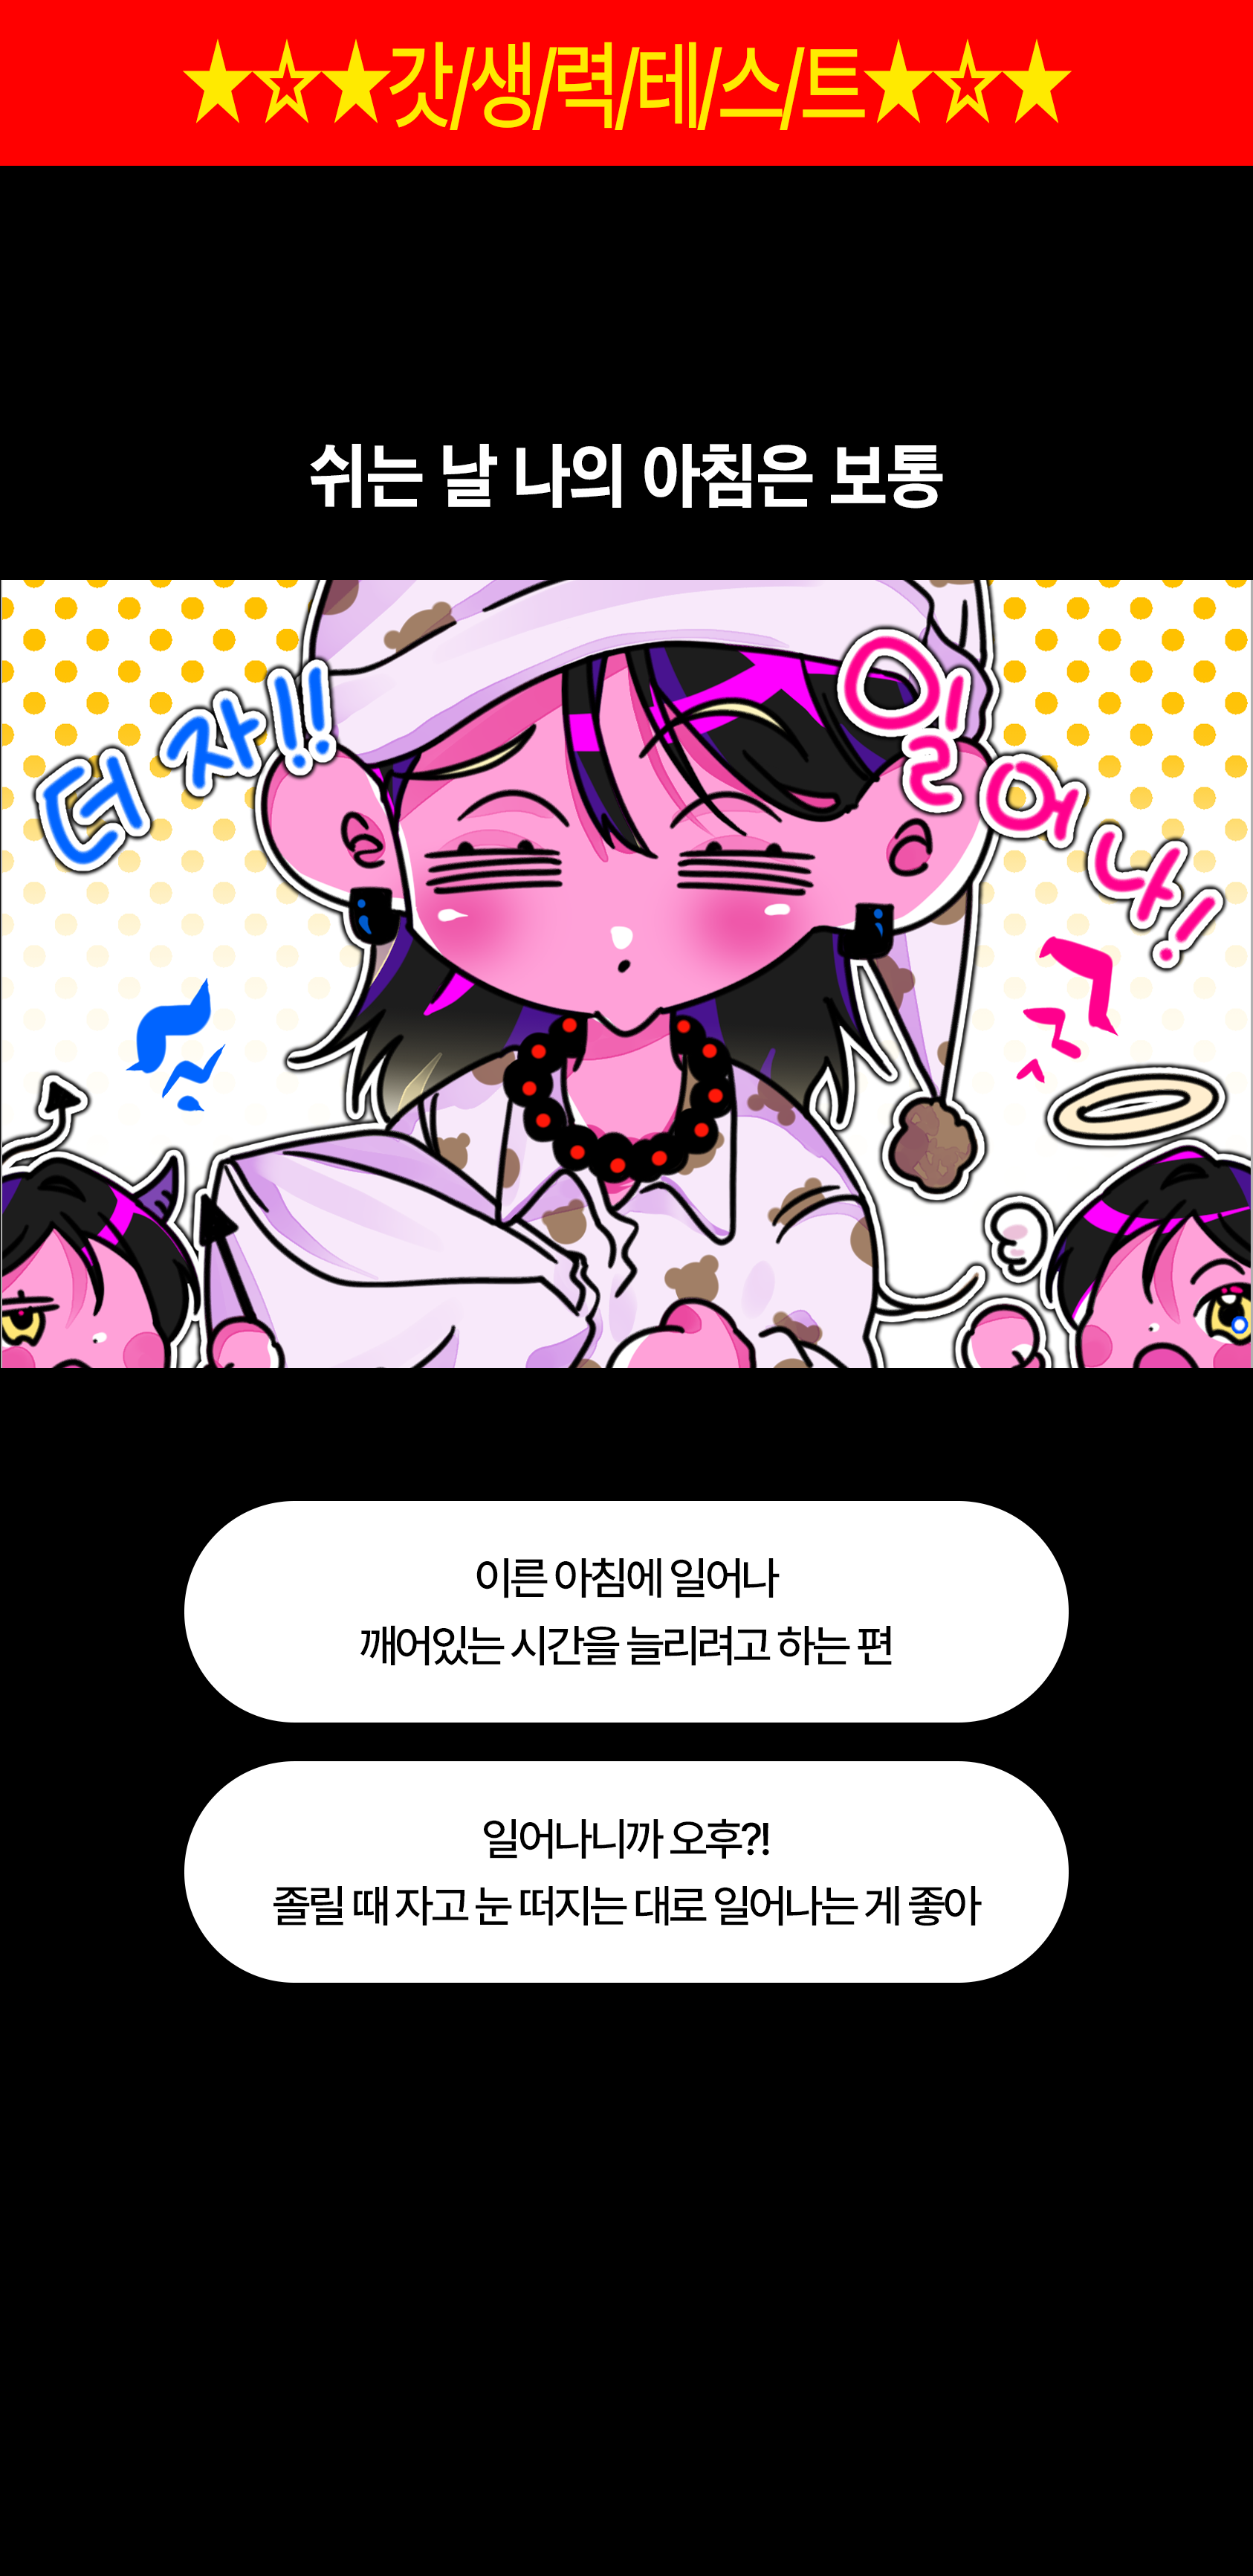 ★☆★갓/생/력/테/스/트★☆★
쉬는 날 나의 아침은 보통
더 자!!
일어나!
이른 아침에 일어나
깨어있는 시간을 늘리려고 하는 편
일어나니까 오후?!
졸릴 때 자고 눈 떠지는 대로 일어나는 게 좋아